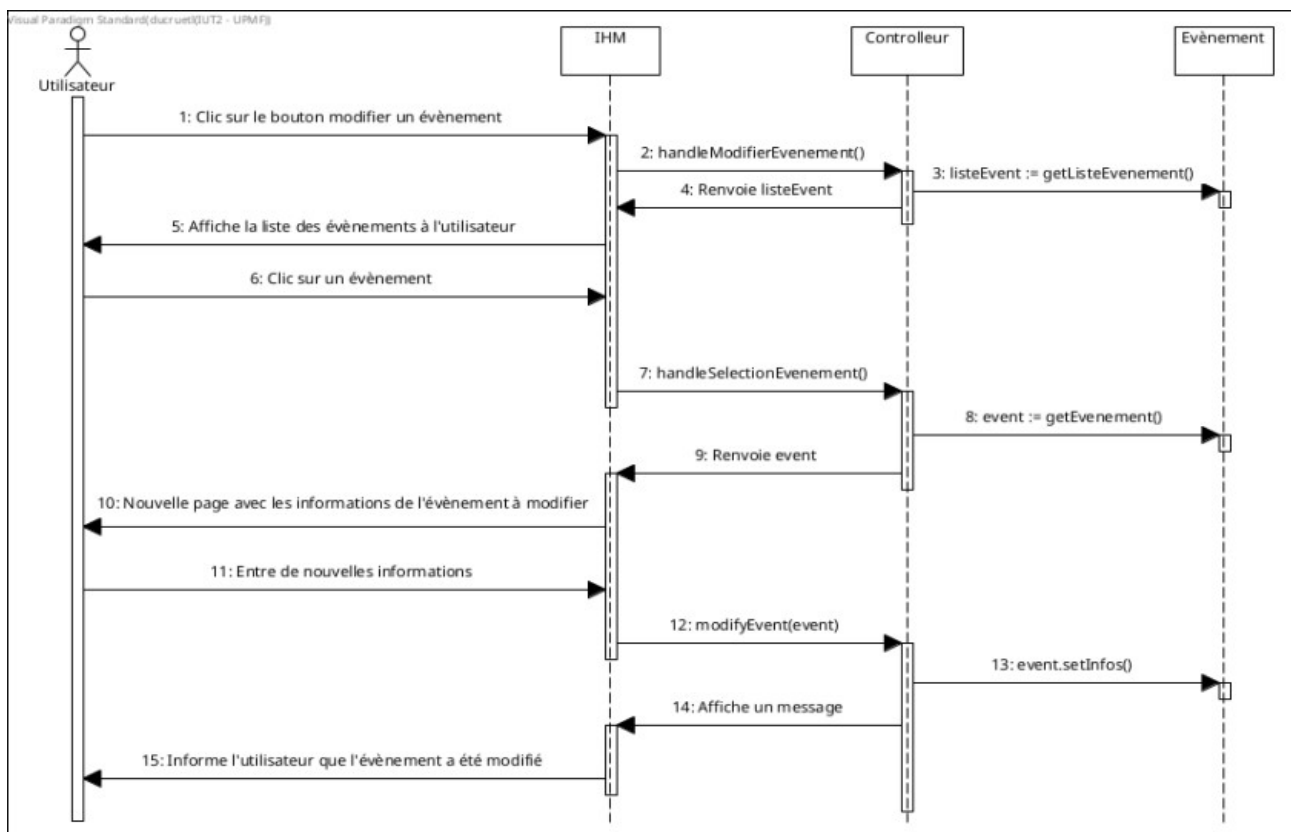 Visual Paradigm Standard(ducruetl(IUT2 - UPMF))
IHM
Controlleur
Evènement
Utilisateur
1: Clic sur le bouton modifier un évènement
2: handleModifierEvenement()
3: listeEvent := getListeEvenement()
4: Renvoie listeEvent
5: Affiche la liste des évènements à l'utilisateur
6: Clic sur un évènement
7: handleSelectionEvenement()
8: event := getEvenement()
9: Renvoie event
10: Nouvelle page avec les informations de l'évènement à modifier
11: Entre de nouvelles informations
12: modifyEvent(event)
13: event.setInfos()
14: Affiche un message
15: Informe l'utilisateur que l'évènement a été modifié